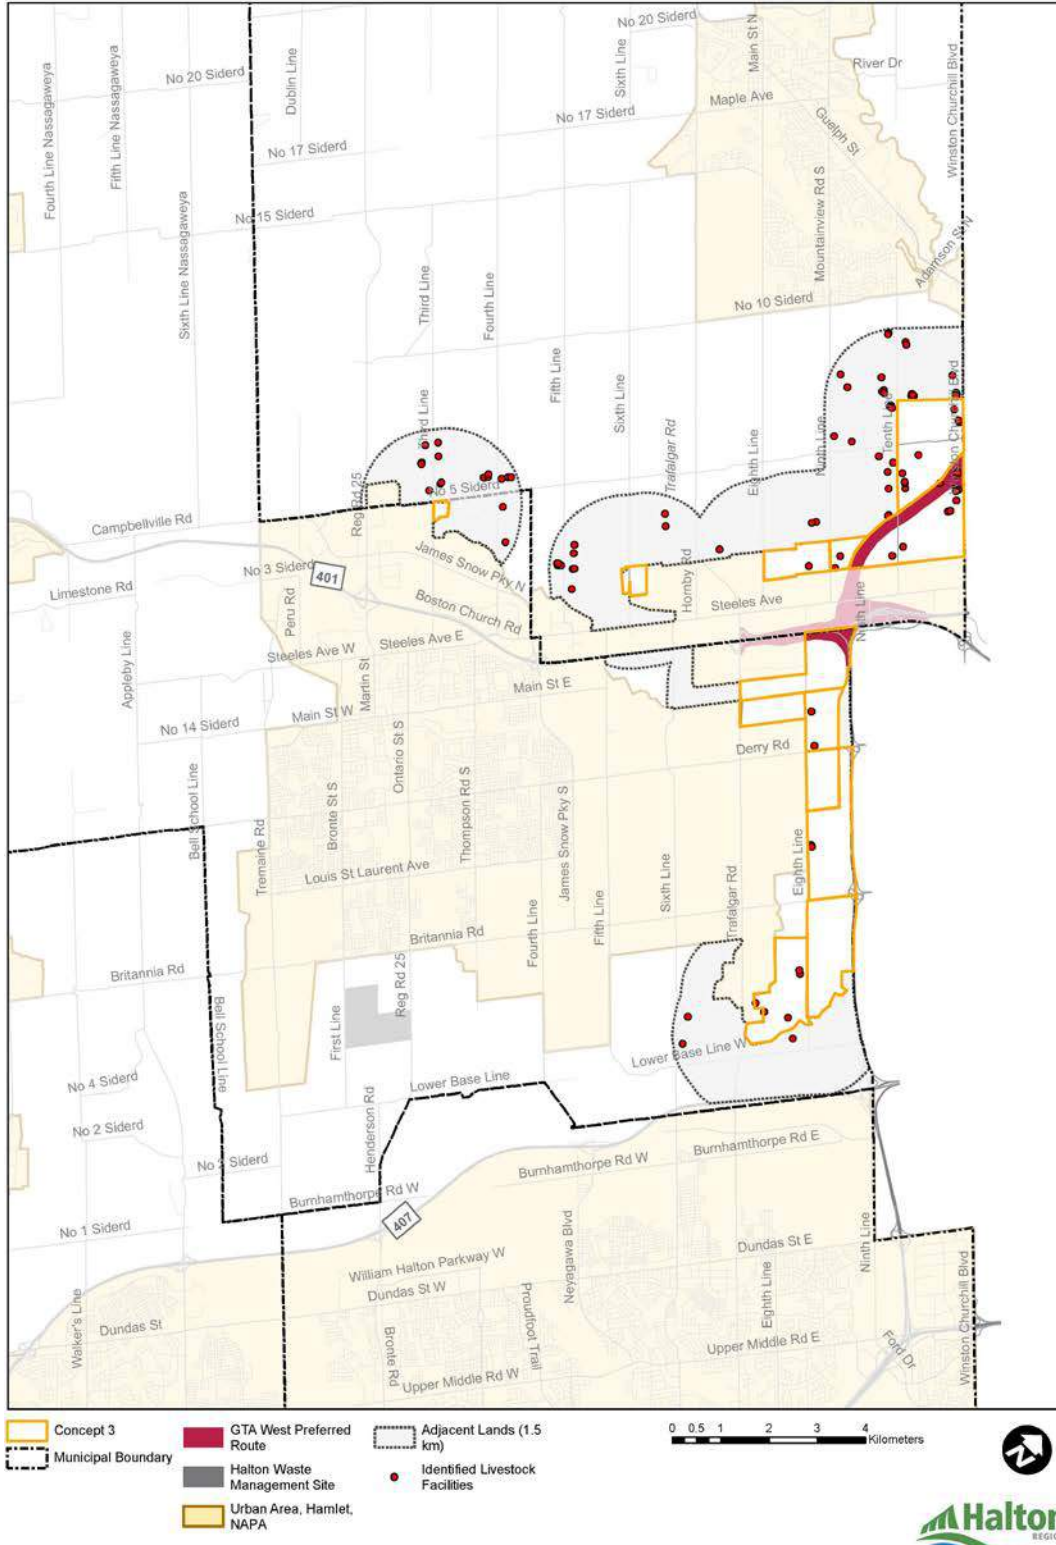 No 20 Siderd
Main St N
River Dr
Winston Churchill Blvd
Fourth Line Nassagaweya
Fifth Line Nassagaweya
No 20 Siderd
Dublin Line
Sixth Line
Maple Ave
No 17 Siderd
Guelph St
No 17 Siderd
Mountainview Rd S
Sixth Line Nassagaweya
No 15 Siderd
Adamson St N
Third Line
Fourth Line
No 10 Siderd
Fifth Line
Sixth Line
Third Line
Trafalgar Rd
Eighth Line
Ninth Line
Tenth Line
Winston Churchill Blvd
Reg Rd 25
No 5 Siderd
Campbellville Rd
No 3 Siderd
401
James Snow Pky N
Limestone Rd
Peru Rd
Boston Church Rd
Hornby Rd
Steeles Ave
Ninth Line
Appleby Line
Steeles Ave W
Steeles Ave E
Martin St
Main St E
Main St W
No 14 Siderd
Ontario St S
Derry Rd
Bell School Line
Bronte St S
Thompson Rd S
James Snow Pky S
Tremaine Rd
Louis St Laurent Ave
Sixth Line
Trafalgar Rd
Eighth Line
Fourth Line
Fifth Line
Britannia Rd
Britannia Rd
Reg Rd 25
Bell School Line
First Line
Lower Base Line W
No 4 Siderd
Lower Base Line
No 2 Siderd
Henderson Rd
No 2 Siderd
Burnhamthorpe Rd E
Burnhamthorpe Rd W
Burnhamthorpe Rd W
No 1 Siderd
407
Neyagawa Blvd
Dundas St E
Ninth Line
William Halton Parkway W
Dundas St W
Eighth Line
Winston Churchill Blvd
Walker's Line
Dundas St
Proudfoot Trail
Bronte Rd
Upper Middle Rd E
Ford Dr
Upper Middle Rd W
Concept 3
Municipal Boundary
GTA West Preferred
Route
Halton Waste
Management Site
Urban Area, Hamlet,
NAPA
Adjacent Lands (1.5
km)
Identified Livestock
Facilities
0 0.5 1 2 3 4
Kilometers
N
Halton
REGIO